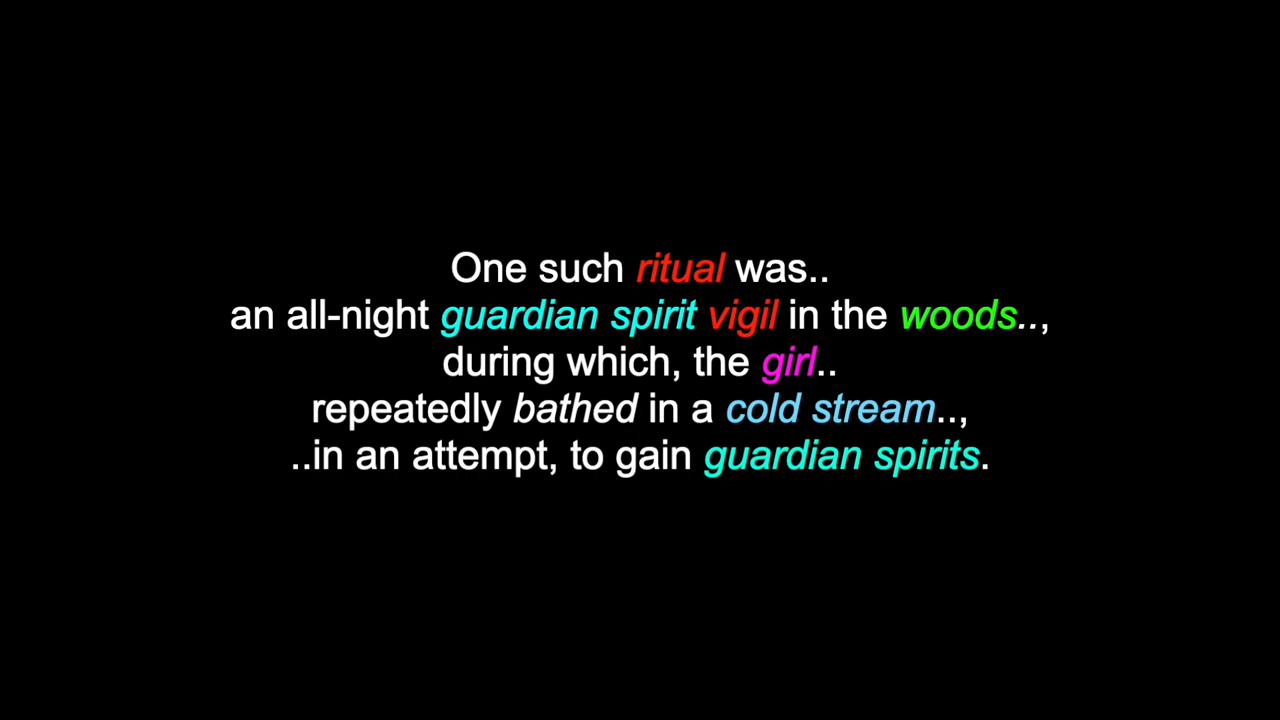 One such ritual was..
an all-night guardian spirit vigil in the woods..,
during which, the girl..
repeatedly bathed in a cold stream..,
..in an attempt, to gain guardian spirits.